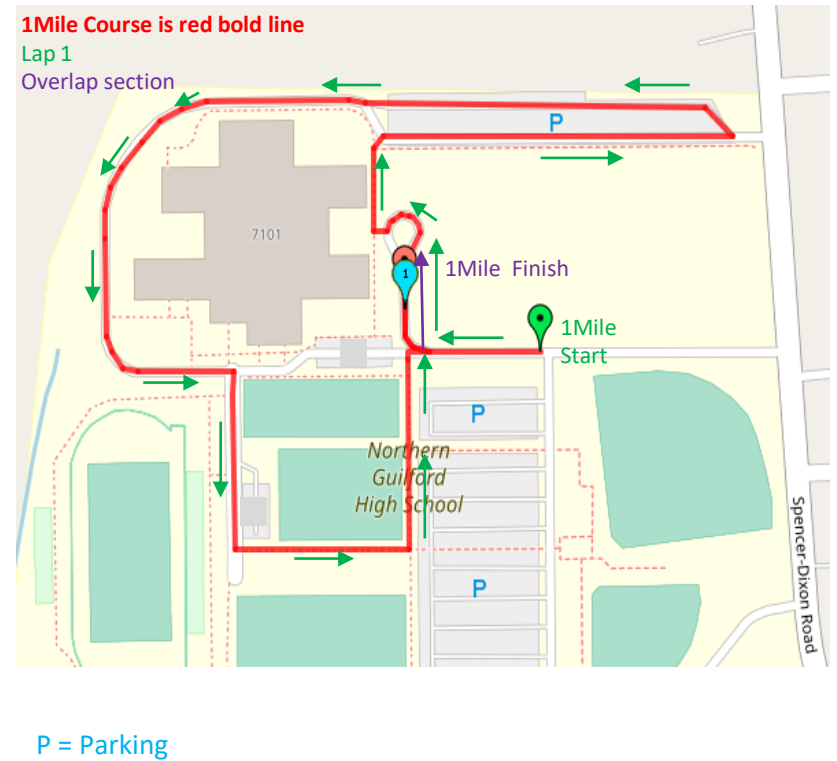 1Mile Course is red bold line
Lap 1
Overlap section
P
7101
1Mile Finish
1
1Mile
Start
P
Northern
Guilford
High School
P
Spencer-Dixon Road
P = Parking